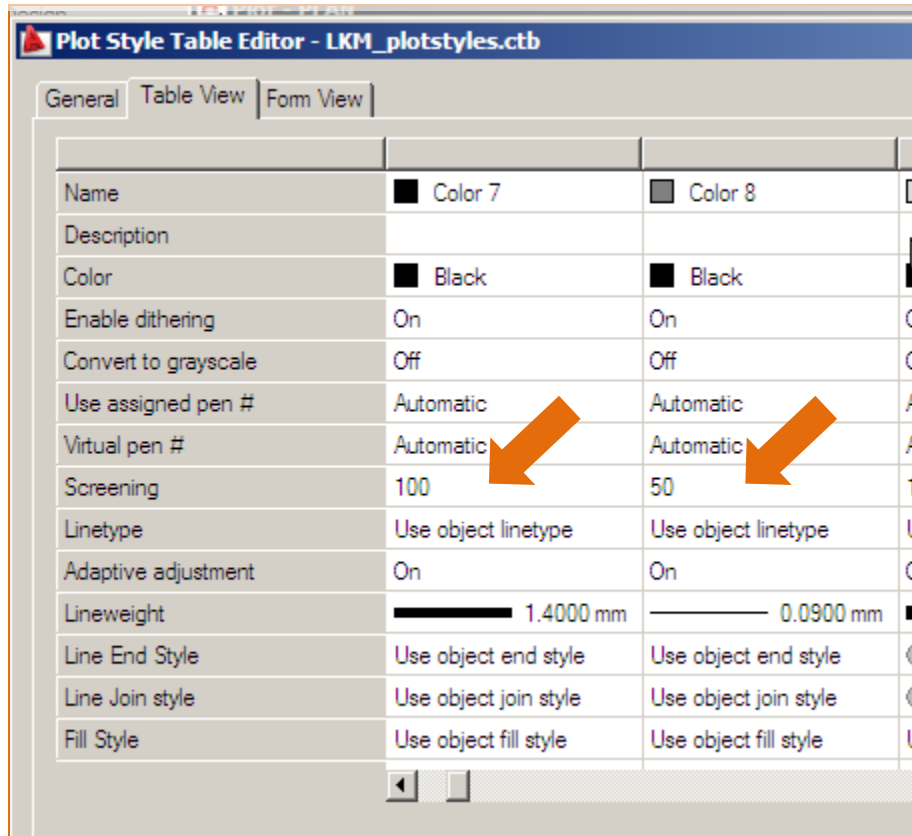 Plot Style Table Editor - LKM_plotstyles.ctb
General Table View Form View
Name Color 7 Color 8
Description
Color Black Black
Enable dithering On On
Convert to grayscale Off Off
Use assigned pen # Automatic Automatic
Virtual pen # Automatic Automatic
Screening 100 50
Linetype Use object linetype Use object linetype
Adaptive adjustment On On
Lineweight 1.4000 mm 0.0900 mm
Line End Style Use object end style Use object end style
Line Join style Use object join style Use object join style
Fill Style Use object fill style Use object fill style